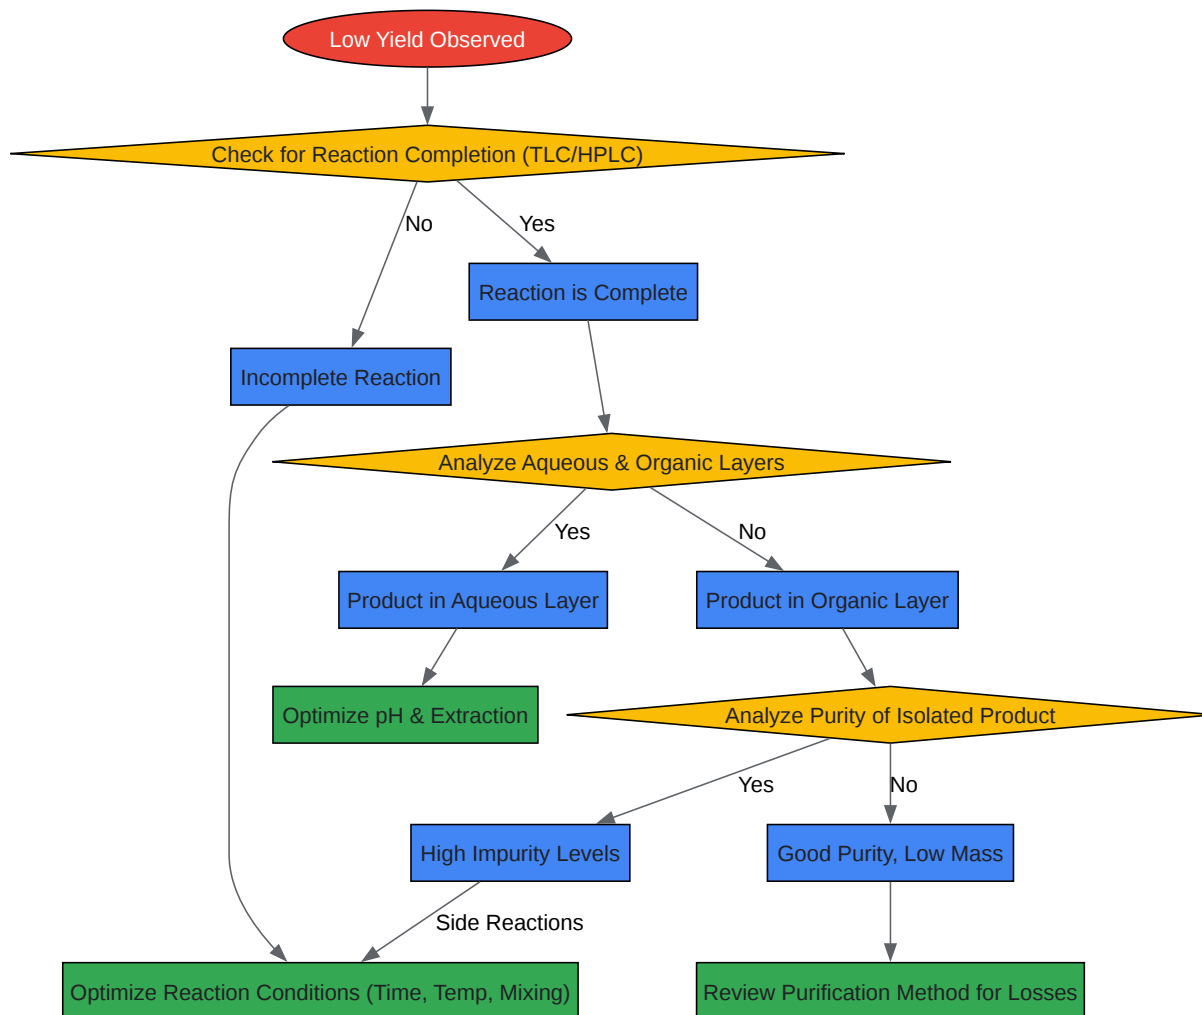 Low Yield Observed
Check for Reaction Completion (TLC/HPLC)
No
Yes
Reaction is Complete
Incomplete Reaction
Analyze Aqueous & Organic Layers
Yes
No
Product in Aqueous Layer
Product in Organic Layer
Optimize pH & Extraction
Analyze Purity of Isolated Product
Yes
No
High Impurity Levels
Good Purity, Low Mass
Side Reactions
Optimize Reaction Conditions (Time, Temp, Mixing)
Review Purification Method for Losses